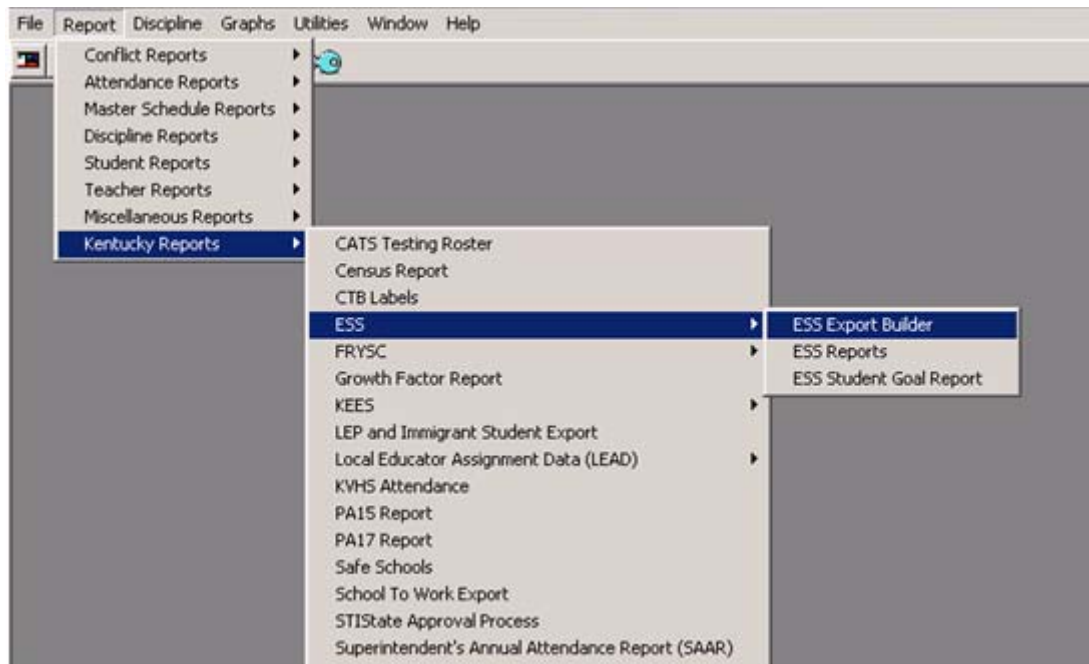 File Report Discipline Graphs Utilities Window Help
Conflict Reports
Attendance Reports
Master Schedule Reports
Discipline Reports
Student Reports
Teacher Reports
Miscellaneous Reports
Kentucky Reports
CATS Testing Roster
Census Report
CTB Labels
ESS
FRYSC
Growth Factor Report
KEES
LEP and Immigrant Student Export
Local Educator Assignment Data (LEAD)
KVHS Attendance
PA15 Report
PA17 Report
Safe Schools
School To Work Export
STIState Approval Process
Superintendent's Annual Attendance Report (SAAR)
ESS Export Builder
ESS Reports
ESS Student Goal Report